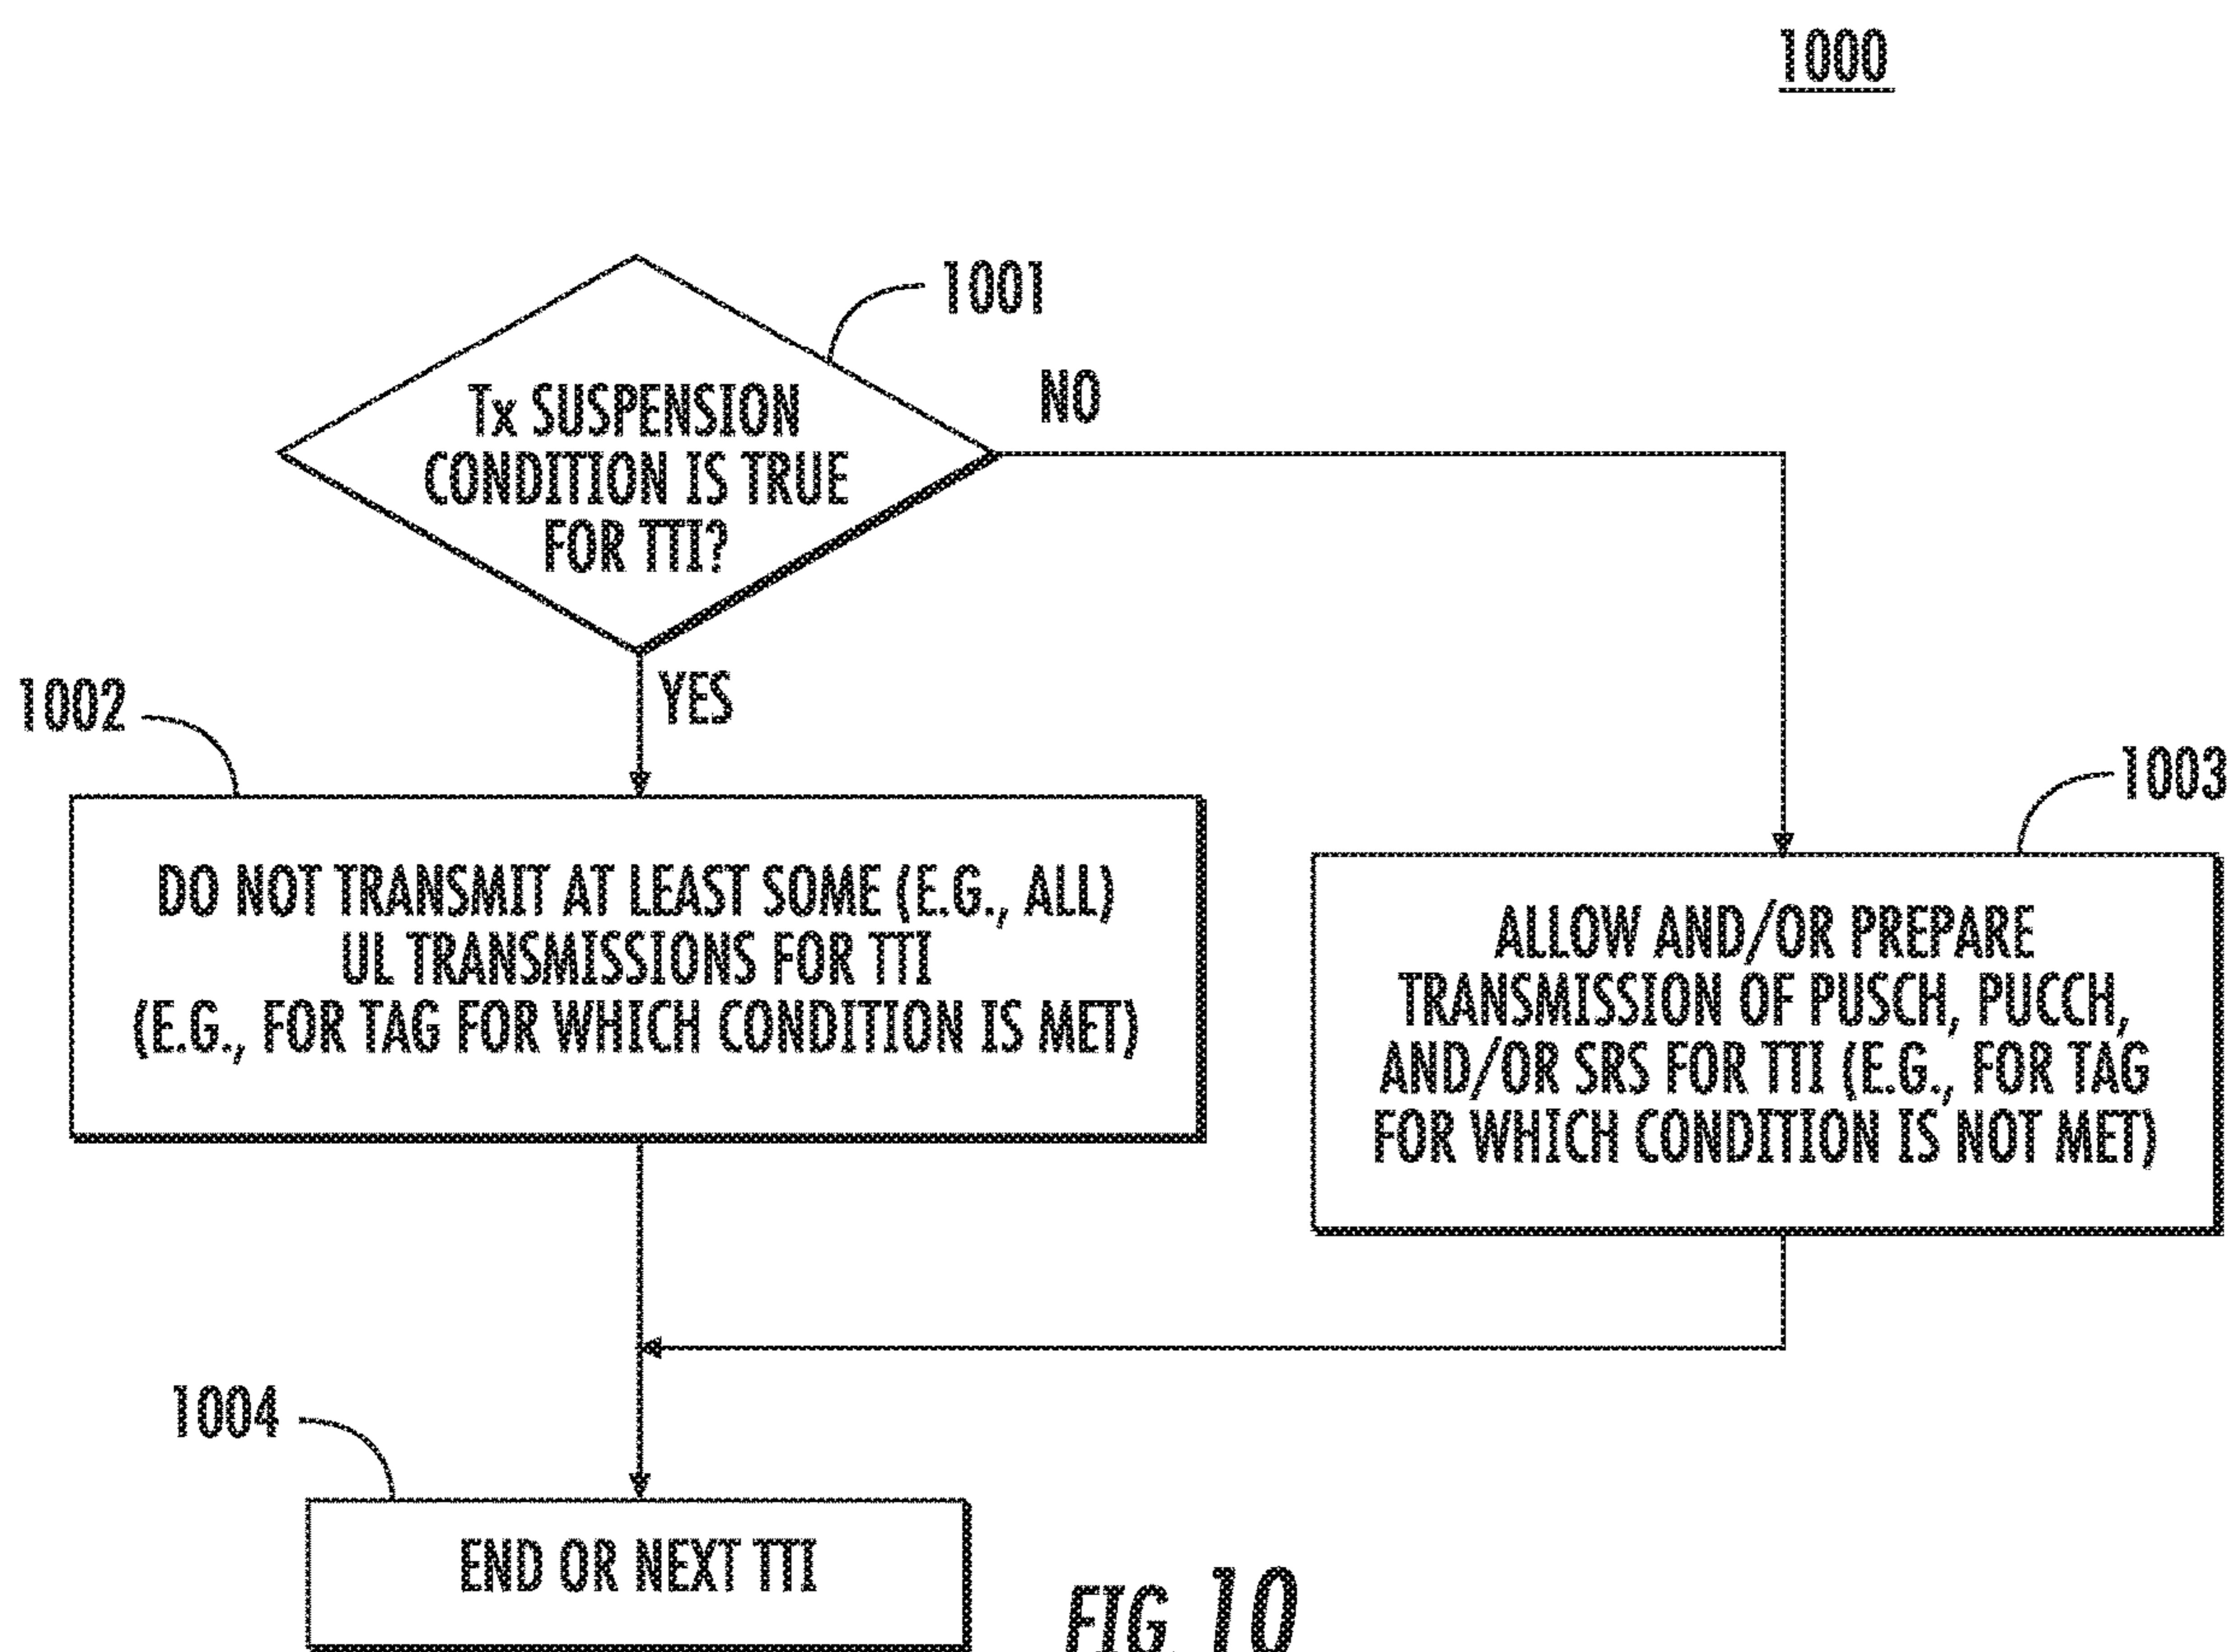 1000
1001
Tx SUSPENSION
CONDITION IS TRUE
FOR TTI?
NO
YES
1002
DO NOT TRANSMIT AT LEAST SOME (E.G., ALL)
UL TRANSMISSIONS FOR TTI
(E.G., FOR TAG FOR WHICH CONDITION IS MET)
1003
ALLOW AND/OR PREPARE
TRANSMISSION OF PUSCH, PUCCH,
AND/OR SRS FOR TTI (E.G., FOR TAG
FOR WHICH CONDITION IS NOT MET)
1004
END OR NEXT TTI
FIG. 10